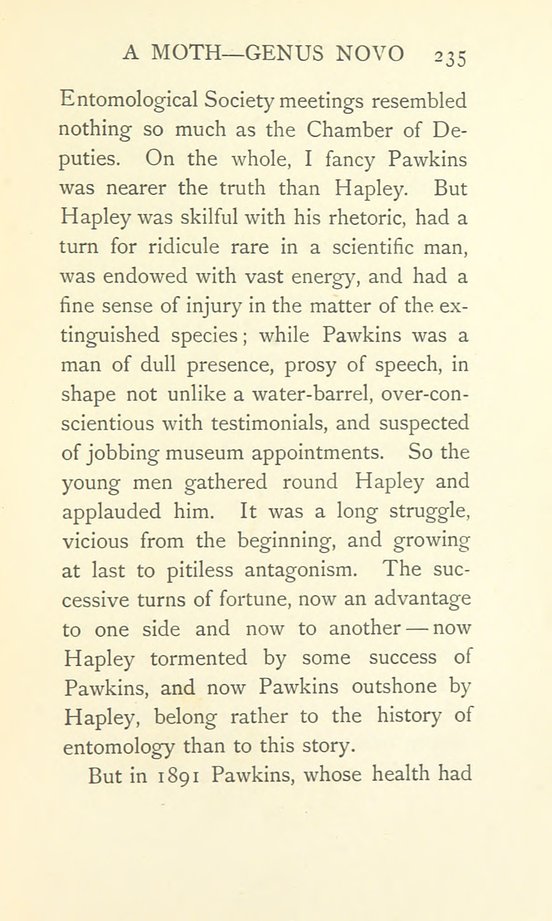 A MOTH—GENUS NOVO 235
Entomological Society meetings resembled
nothing so much as the Chamber of De-
puties. On the whole, I fancy Pawkins
was nearer the truth than Hapley. But
Hapley was skilful with his rhetoric, had a
turn for ridicule rare in a scientific man,
was endowed with vast energy, and had a
fine sense of injury in the matter of the ex-
tinguished species; while Pawkins was a
man of dull presence, prosy of speech, in
shape not unlike a water-barrel, over-con-
scientious with testimonials, and suspected
of jobbing museum appointments. So the
young men gathered round Hapley and
applauded him. It was a long struggle,
vicious from the beginning, and growing
at last to pitiless antagonism. The suc-
cessive turns of fortune, now an advantage
to one side and now to another — now
Hapley tormented by some success of
Pawkins, and now Pawkins outshone by
Hapley, belong rather to the history of
entomology than to this story.
But in 1891 Pawkins, whose health had